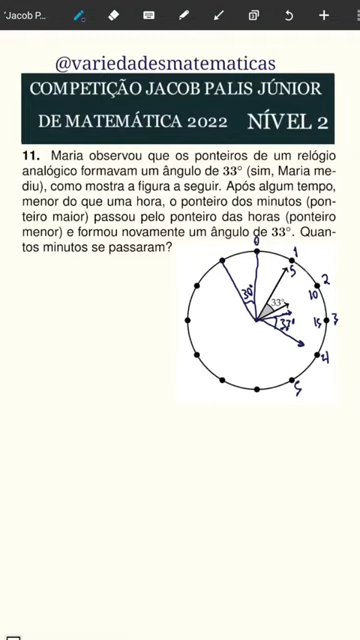 'Jacob P...
@variedadesmatematicas
COMPETIÇÃO JACOB PALIS JÚNIOR
DE MATEMÁTICA 2022 NÍVEL 2
11. Maria observou que os ponteiros de um relógio
analógico formavam um ângulo de 33° (sim, Maria me-
diu), como mostra a figura a seguir. Após algum tempo,
menor do que uma hora, o ponteiro dos minutos (pon-
teiro maior) passou pelo ponteiro das horas (ponteiro
menor) e formou novamente um ângulo de 33°. Quan-
tos minutos se passaram?
0
1
5
2
10
30°
33°
15 3
33°
4
5